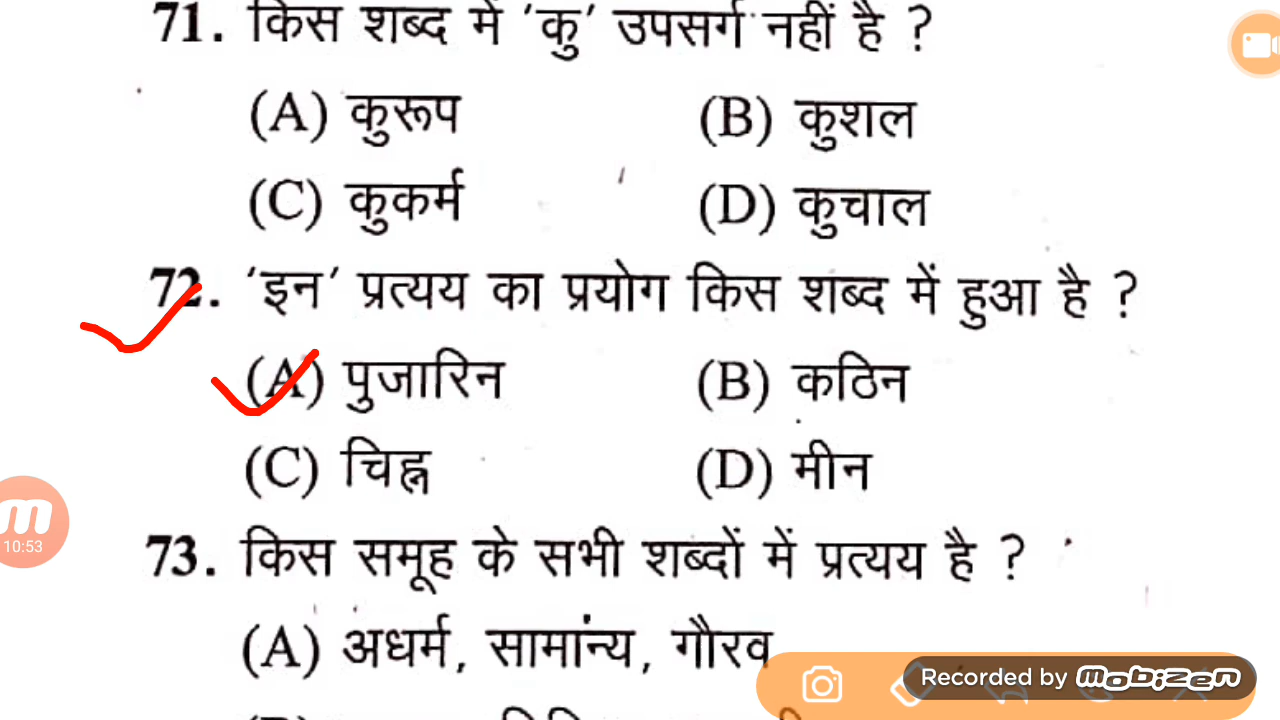 71. किस शब्द में 'कु' उपसर्ग नहीं है ?
(A) कुरूप (B) कुशल
(C) कुकर्म (D) कुचाल
72. 'इन' प्रत्यय का प्रयोग किस शब्द में हुआ है ?
(A) पुजारिन (B) कठिन
(C) चिह्न (D) मीन
10:53
73. किस समूह के सभी शब्दों में प्रत्यय है ?
(A) अधर्म, सामान्य, गौरव
Recorded by mobizen